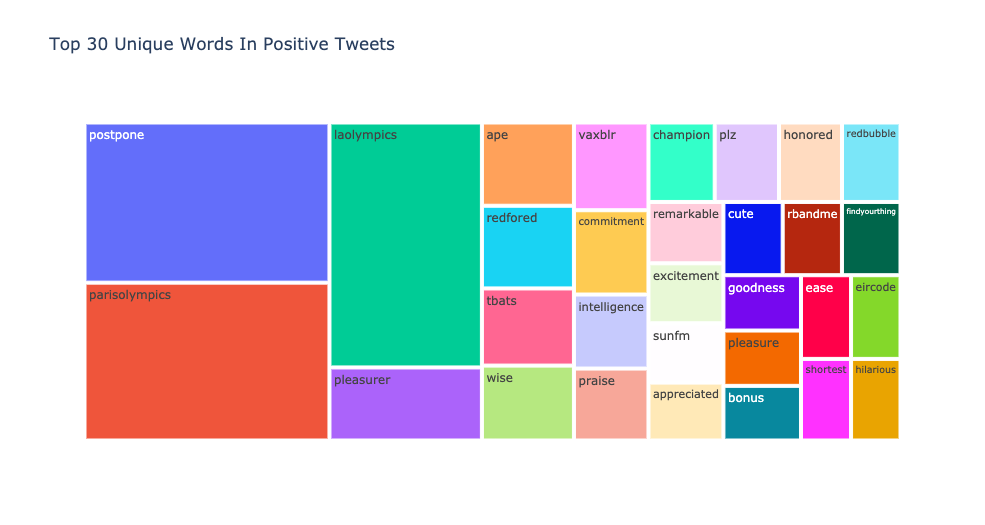 Top 30 Unique Words In Positive Tweets
postpone
parisolympics
laolympics
pleasurer
ape
redfored
tbats
wise
vaxblr
commitment
intelligence
praise
champion
plz
honored
redbubble
remarkable
excitement
sunfm
appreciated
cute
rbandme
findyourthing
goodness
pleasure
bonus
ease
shortest
eircode
hilarious